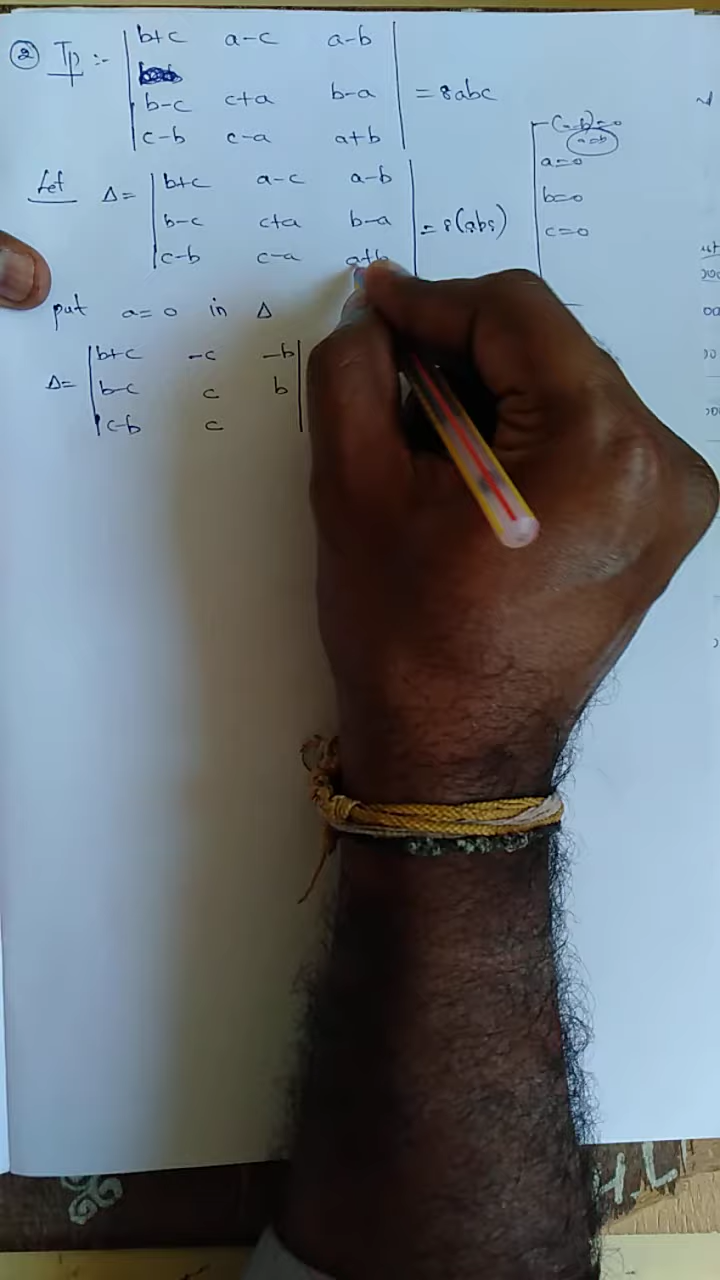 ② Tp :- | b+c a-c a-b |
| b-c c+a b-a | = 8abc
| c-b c-a a+b |
-(a-b)=0
a=b
a=0
b=0
c=0
Let Δ= | b+c a-c a-b |
| b-c c+a b-a | = 8(abc)
| c-b c-a a+b |
put a=0 in Δ
Δ= | b+c -c -b |
| b-c c b |
| c-b c